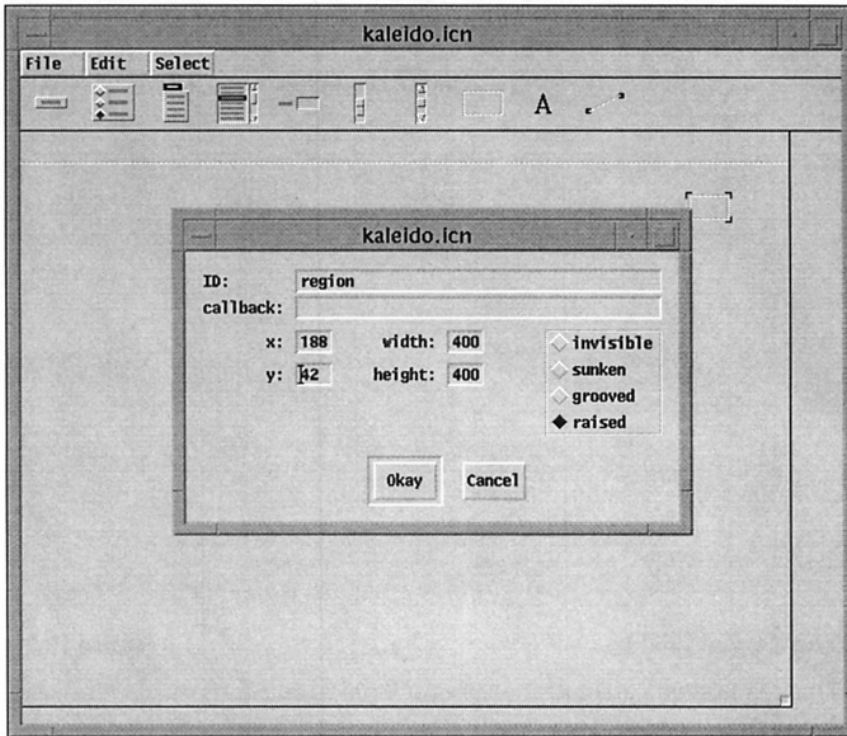 kaleido.icn
File Edit Select
A
kaleido.icn
ID: region
callback:
x: 188 width: 400 invisible
sunken
y: 42 height: 400
grooved
raised
Okay Cancel